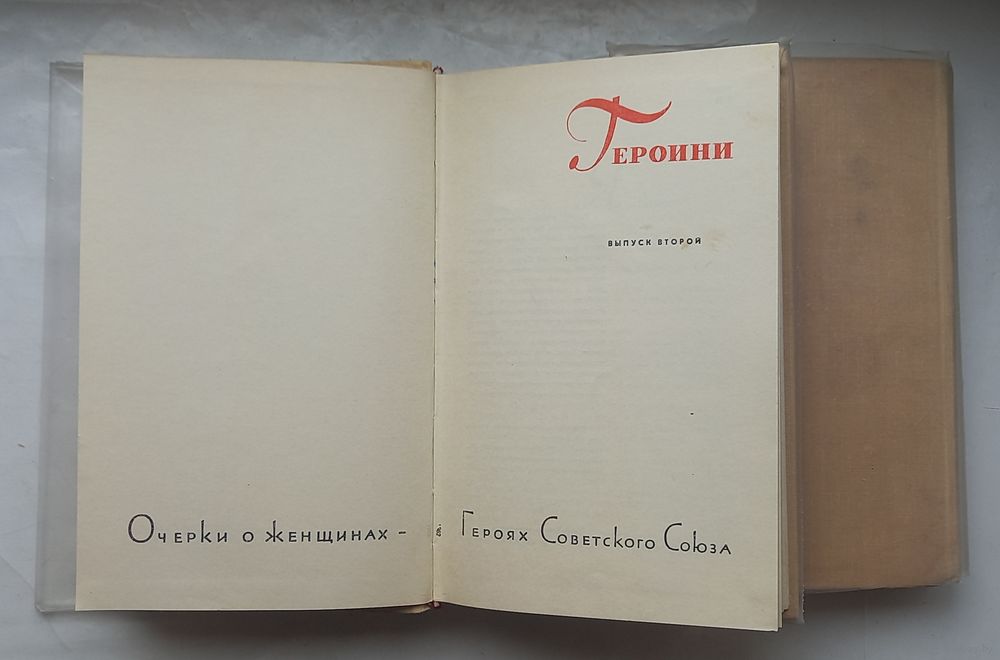 Героини
ВЫПУСК ВТОРОЙ
Очерки о женщинах – Героях Советского Союза